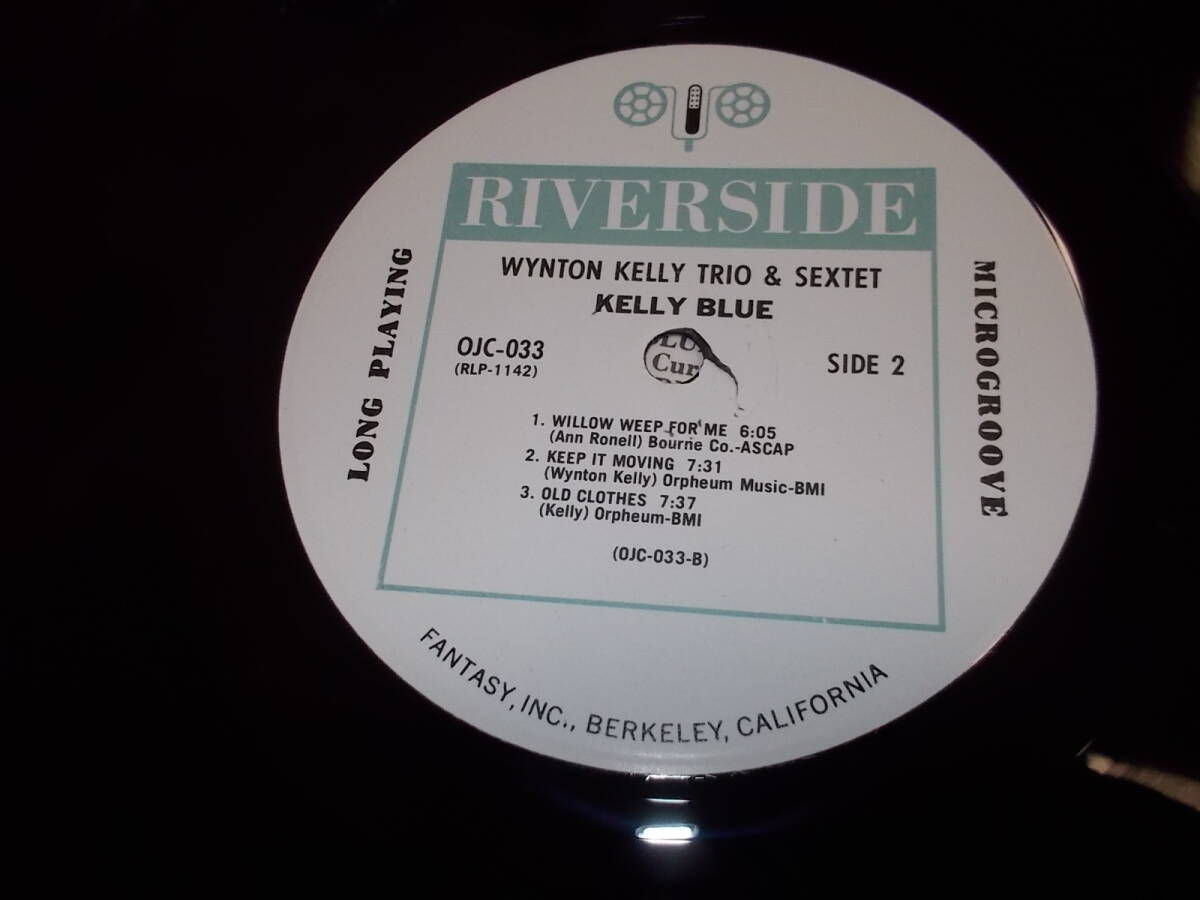 RIVERSIDE
WYNTON KELLY TRIO & SEXTET
KELLY BLUE
OJC-033
(RLP-1142)
SIDE 2
LU
Cur
1. WILLOW WEEP FOR ME 6:05
(Ann Ronell) Bourne Co.-ASCAP
2. KEEP IT MOVING 7:31
(Wynton Kelly) Orpheum Music-BMI
3. OLD CLOTHES 7:37
(Kelly) Orpheum-BMI
(OJC-033-B)
LONG PLAYING
MICROGROOVE
FANTASY, INC., BERKELEY, CALIFORNIA